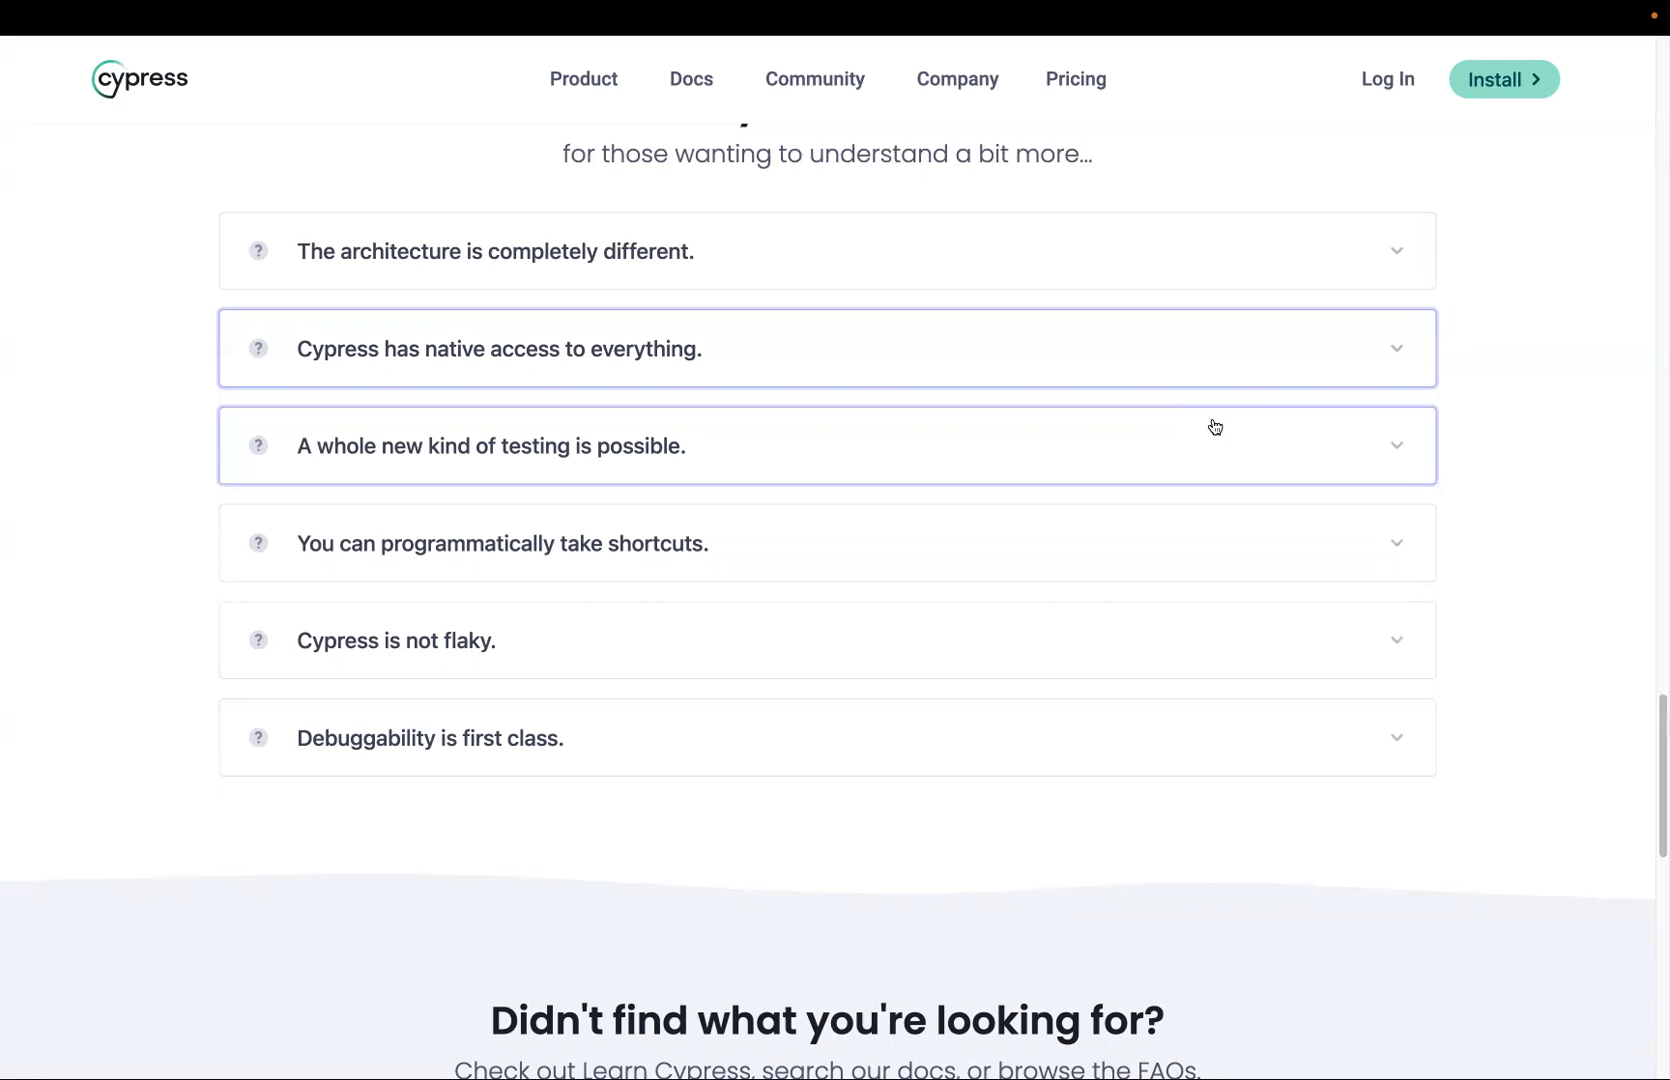 cypress
Product Docs Community Company Pricing Log In Install
for those wanting to understand a bit more...
? The architecture is completely different.
? Cypress has native access to everything.
? A whole new kind of testing is possible.
? You can programmatically take shortcuts.
? Cypress is not flaky.
? Debuggability is first class.
Didn't find what you're looking for?
Check out Learn Cypress, search our docs, or browse the FAQs.